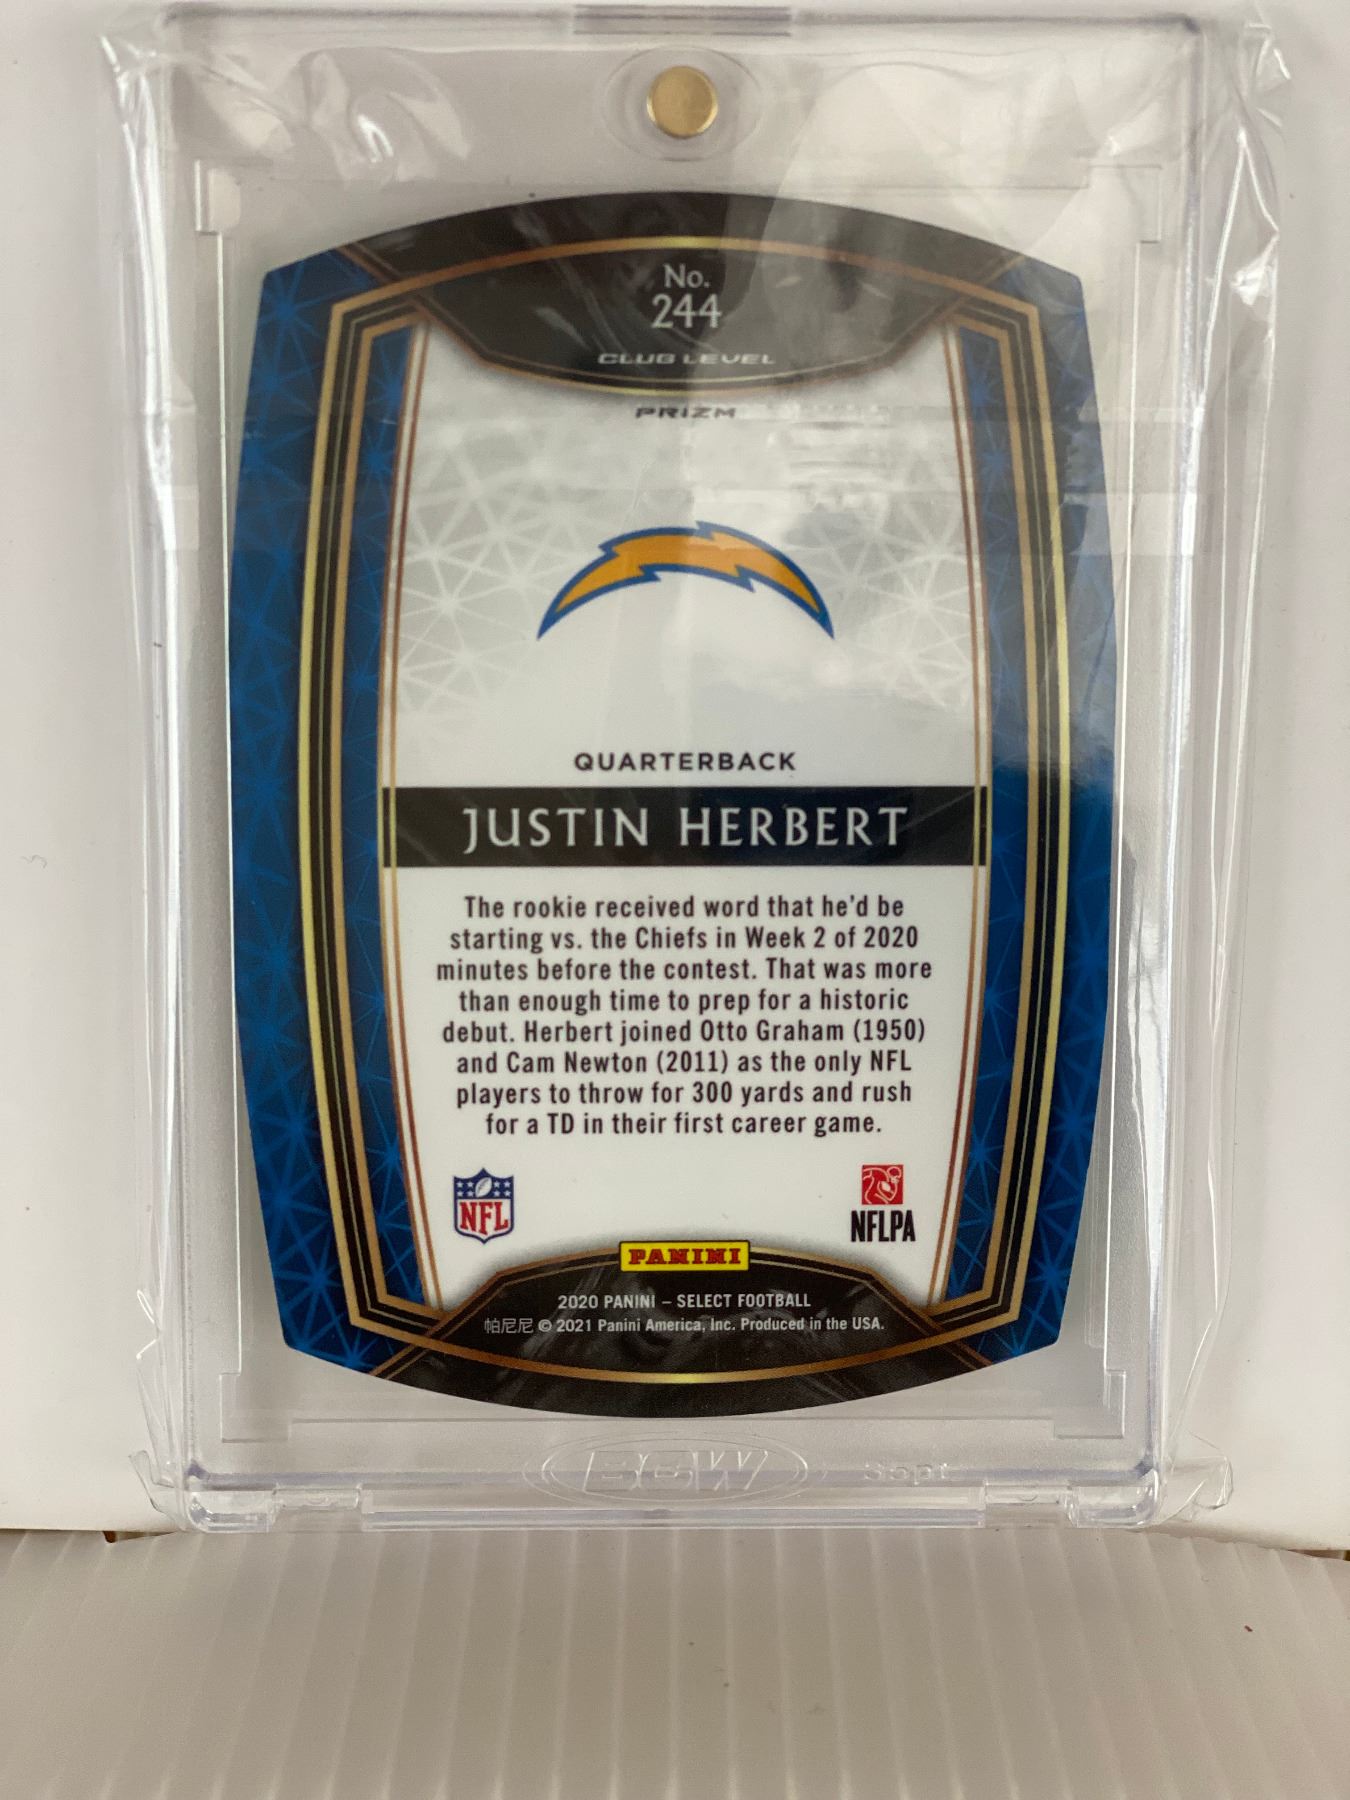 No.
244
CLUB LEVEL
PRIZM
QUARTERBACK
JUSTIN HERBERT
The rookie received word that he'd be
starting vs. the Chiefs in Week 2 of 2020
minutes before the contest. That was more
than enough time to prep for a historic
debut. Herbert joined Otto Graham (1950)
and Cam Newton (2011) as the only NFL
players to throw for 300 yards and rush
for a TD in their first career game.
NFL
NFLPA
PANINI
2020 PANINI – SELECT FOOTBALL
帕尼尼 © 2021 Panini America, Inc. Produced in the USA.
BCW 35pt